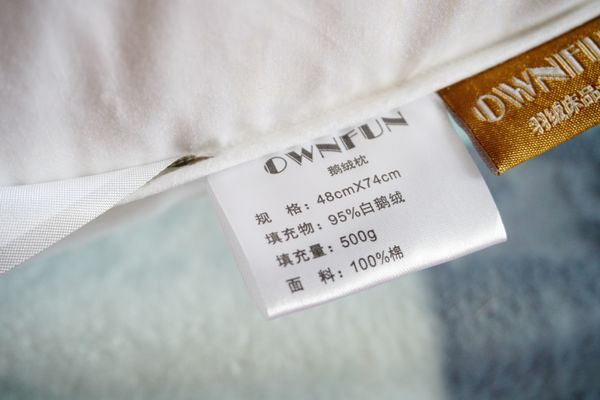 OWNFUN
鹅绒枕
规 格：48cmX74cm
填充物：95%白鹅绒
填充量：500g
面 料：100%棉
OWNFU
羽绒床品